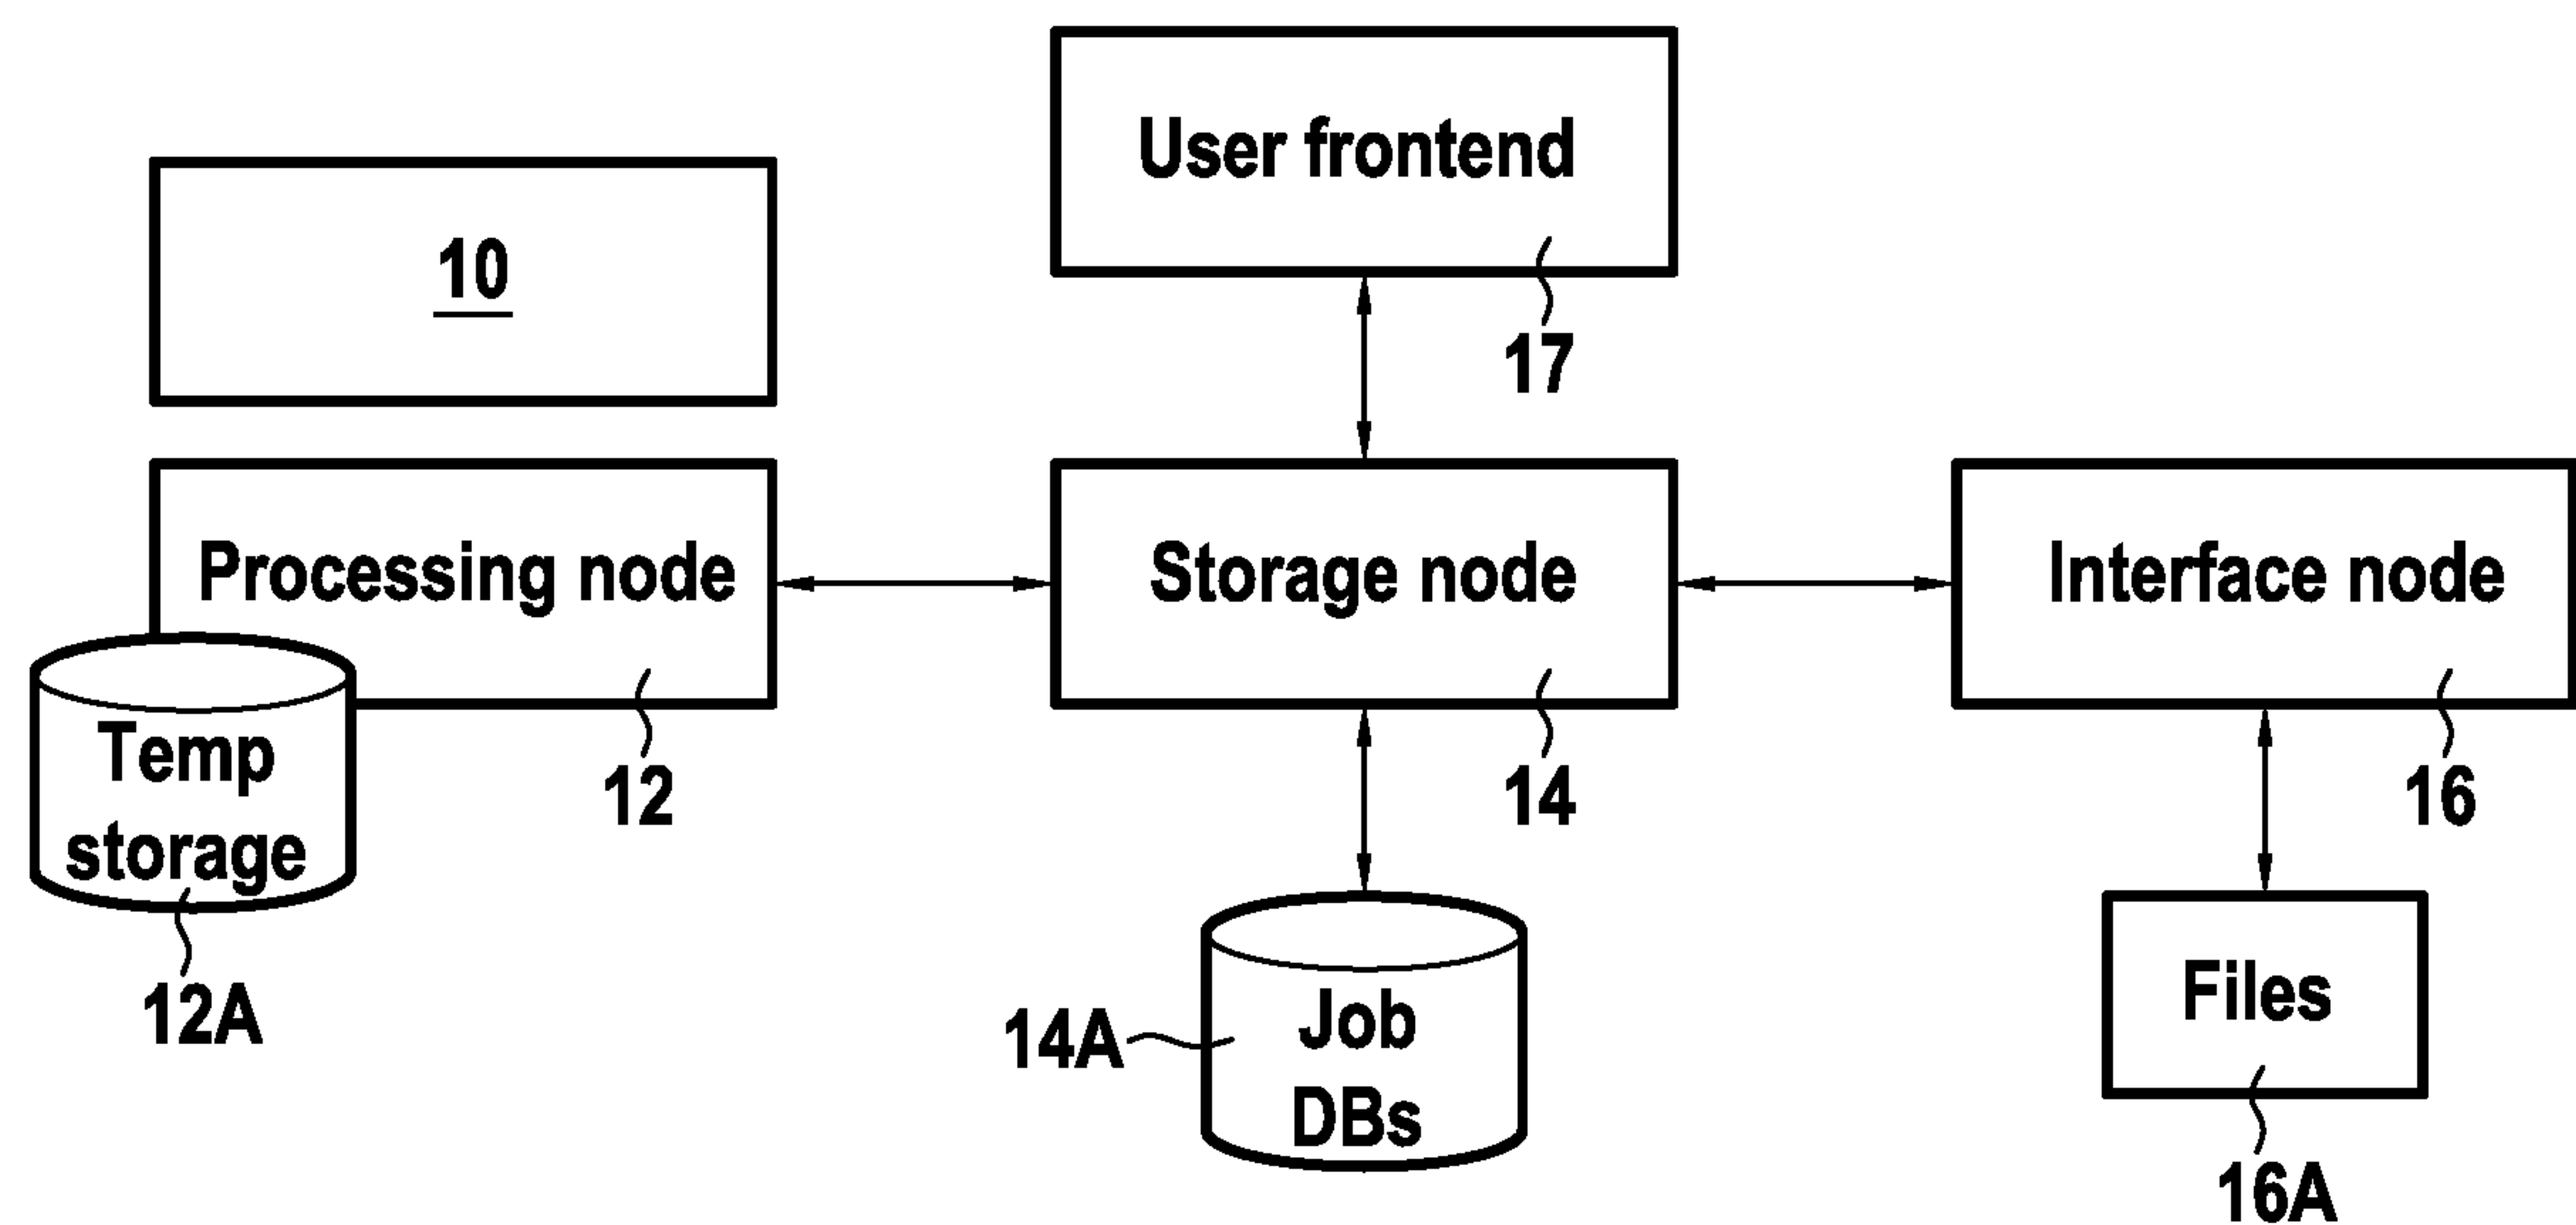 User frontend
10
17
Processing node
Storage node
Interface node
12
14
16
Temp
storage
12A
14A
Job
DBs
Files
16A